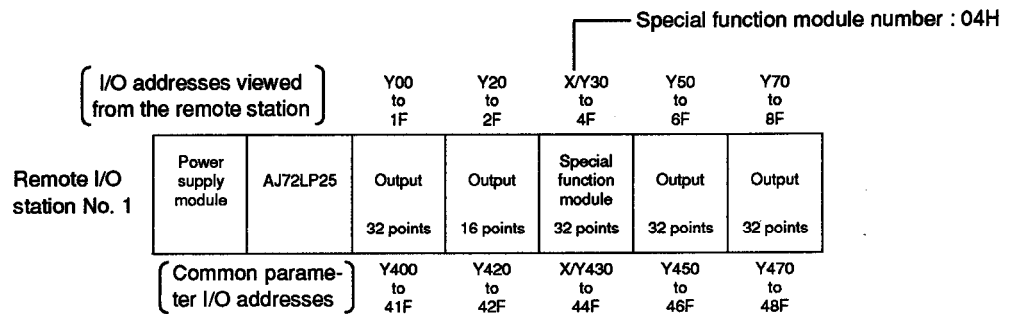 Special function module number : 04H
I/O addresses viewed
from the remote station
Y00
to
1F
Y20
to
2F
X/Y30
to
4F
Y50
to
6F
Y70
to
8F
Remote I/O
station No. 1
Power
supply
module
AJ72LP25
Output
32 points
Output
16 points
Special
function
module
32 points
Output
32 points
Output
32 points
Common parame-
ter I/O addresses
Y400
to
41F
Y420
to
42F
X/Y430
to
44F
Y450
to
46F
Y470
to
48F